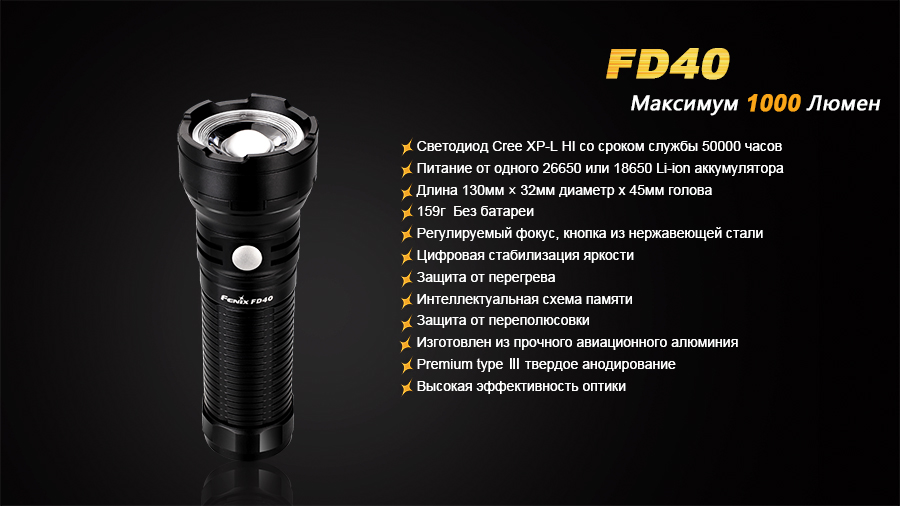 FD40
Максимум 1000 Люмен
Светодиод Cree XP-L HI со сроком службы 50000 часов
Питание от одного 26650 или 18650 Li-ion аккумулятора
Длина 130мм × 32мм диаметр x 45мм голова
159г Без батареи
Регулируемый фокус, кнопка из нержавеющей стали
Цифровая стабилизация яркости
Защита от перегрева
Интеллектуальная схема памяти
Защита от переполюсовки
Изготовлен из прочного авиационного алюминия
Premium type Ⅲ твердое анодирование
Высокая эффективность оптики
FENIX FD40